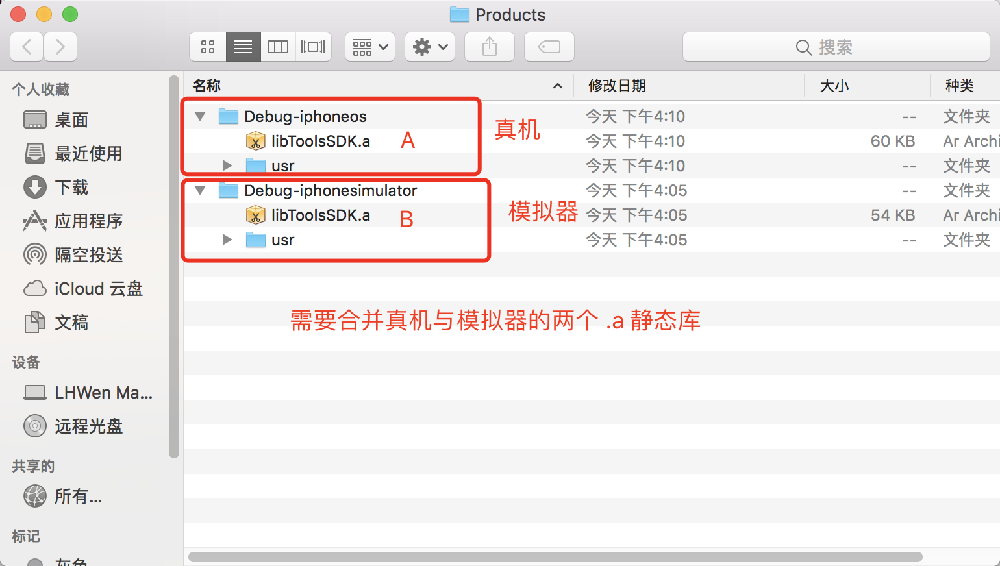 Products
搜索
个人收藏
桌面
最近使用
下载
应用程序
隔空投送
iCloud 云盘
文稿
设备
LHWen Ma...
远程光盘
共享的
所有...
标记
灰色
名称 修改日期 大小 种类
Debug-iphoneos 今天 下午4:10 -- 文件夹
libToolsSDK.a A 今天 下午4:10 60 KB Ar Archi
usr 今天 下午4:10 -- 文件夹
真机
Debug-iphonesimulator 今天 下午4:05 -- 文件夹
libToolsSDK.a B 今天 下午4:05 54 KB Ar Archi
usr 今天 下午4:05 -- 文件夹
模拟器
需要合并真机与模拟器的两个 .a 静态库